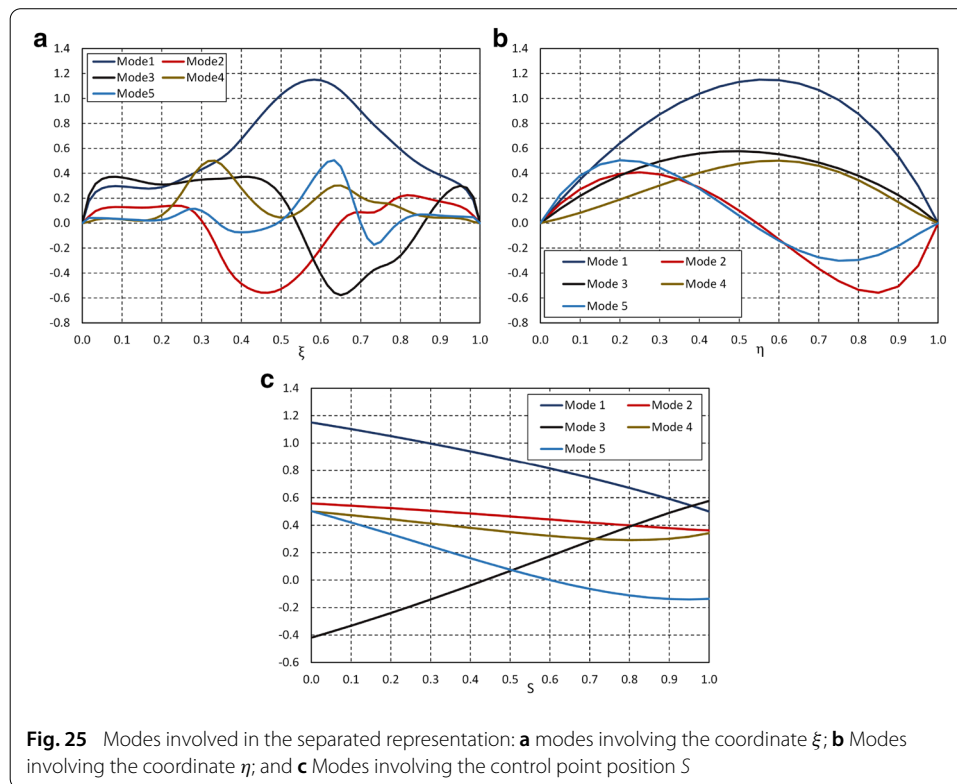 a
1.4
1.2
1.0
0.8
0.6
0.4
0.2
0.0
-0.2
-0.4
-0.6
-0.8
Mode1 Mode2
Mode3 Mode4
Mode5
0.0 0.1 0.2 0.3 0.4 0.5 0.6 0.7 0.8 0.9 1.0
ξ
b
1.4
1.2
1.0
0.8
0.6
0.4
0.2
0.0
-0.2
-0.4
-0.6
-0.8
Mode 1 Mode 2
Mode 3 Mode 4
Mode 5
0.0 0.1 0.2 0.3 0.4 0.5 0.6 0.7 0.8 0.9 1.0
η
c
1.4
1.2
1.0
0.8
0.6
0.4
0.2
0.0
-0.2
-0.4
-0.6
Mode 1 Mode 2
Mode 3 Mode 4
Mode 5
0.0 0.1 0.2 0.3 0.4 0.5 0.6 0.7 0.8 0.9 1.0
S
Fig. 25 Modes involved in the separated representation: a modes involving the coordinate ξ; b Modes
involving the coordinate η; and c Modes involving the control point position S